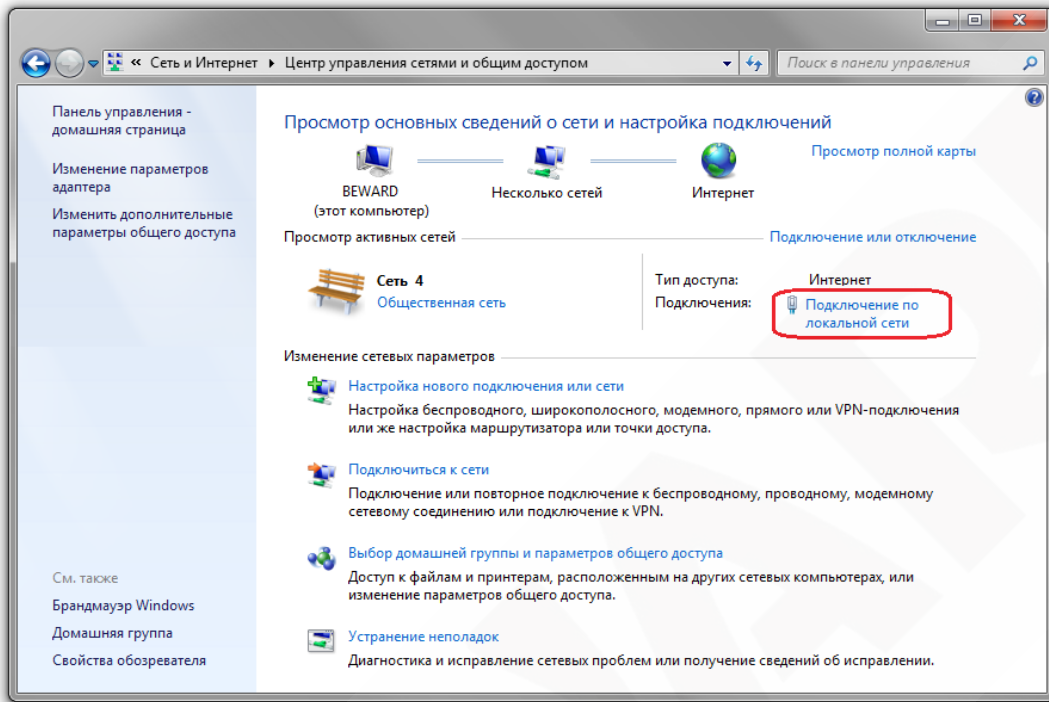 « Сеть и Интернет ▸ Центр управления сетями и общим доступом
Поиск в панели управления
Панель управления -
домашняя страница
Изменение параметров
адаптера
Изменить дополнительные
параметры общего доступа
См. также
Брандмауэр Windows
Домашняя группа
Свойства обозревателя
Просмотр основных сведений о сети и настройка подключений
Просмотр полной карты
BEWARD
(этот компьютер)
Несколько сетей
Интернет
Просмотр активных сетей
Подключение или отключение
Сеть 4
Общественная сеть
Тип доступа: Интернет
Подключения: Подключение по
локальной сети
Изменение сетевых параметров
Настройка нового подключения или сети
Настройка беспроводного, широкополосного, модемного, прямого или VPN-подключения
или же настройка маршрутизатора или точки доступа.
Подключиться к сети
Подключение или повторное подключение к беспроводному, проводному, модемному
сетевому соединению или подключение к VPN.
Выбор домашней группы и параметров общего доступа
Доступ к файлам и принтерам, расположенным на других сетевых компьютерах, или
изменение параметров общего доступа.
Устранение неполадок
Диагностика и исправление сетевых проблем или получение сведений об исправлении.